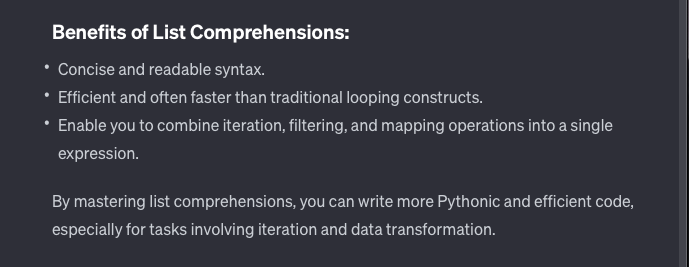 Benefits of List Comprehensions:
• Concise and readable syntax.
• Efficient and often faster than traditional looping constructs.
• Enable you to combine iteration, filtering, and mapping operations into a single
expression.
By mastering list comprehensions, you can write more Pythonic and efficient code,
especially for tasks involving iteration and data transformation.